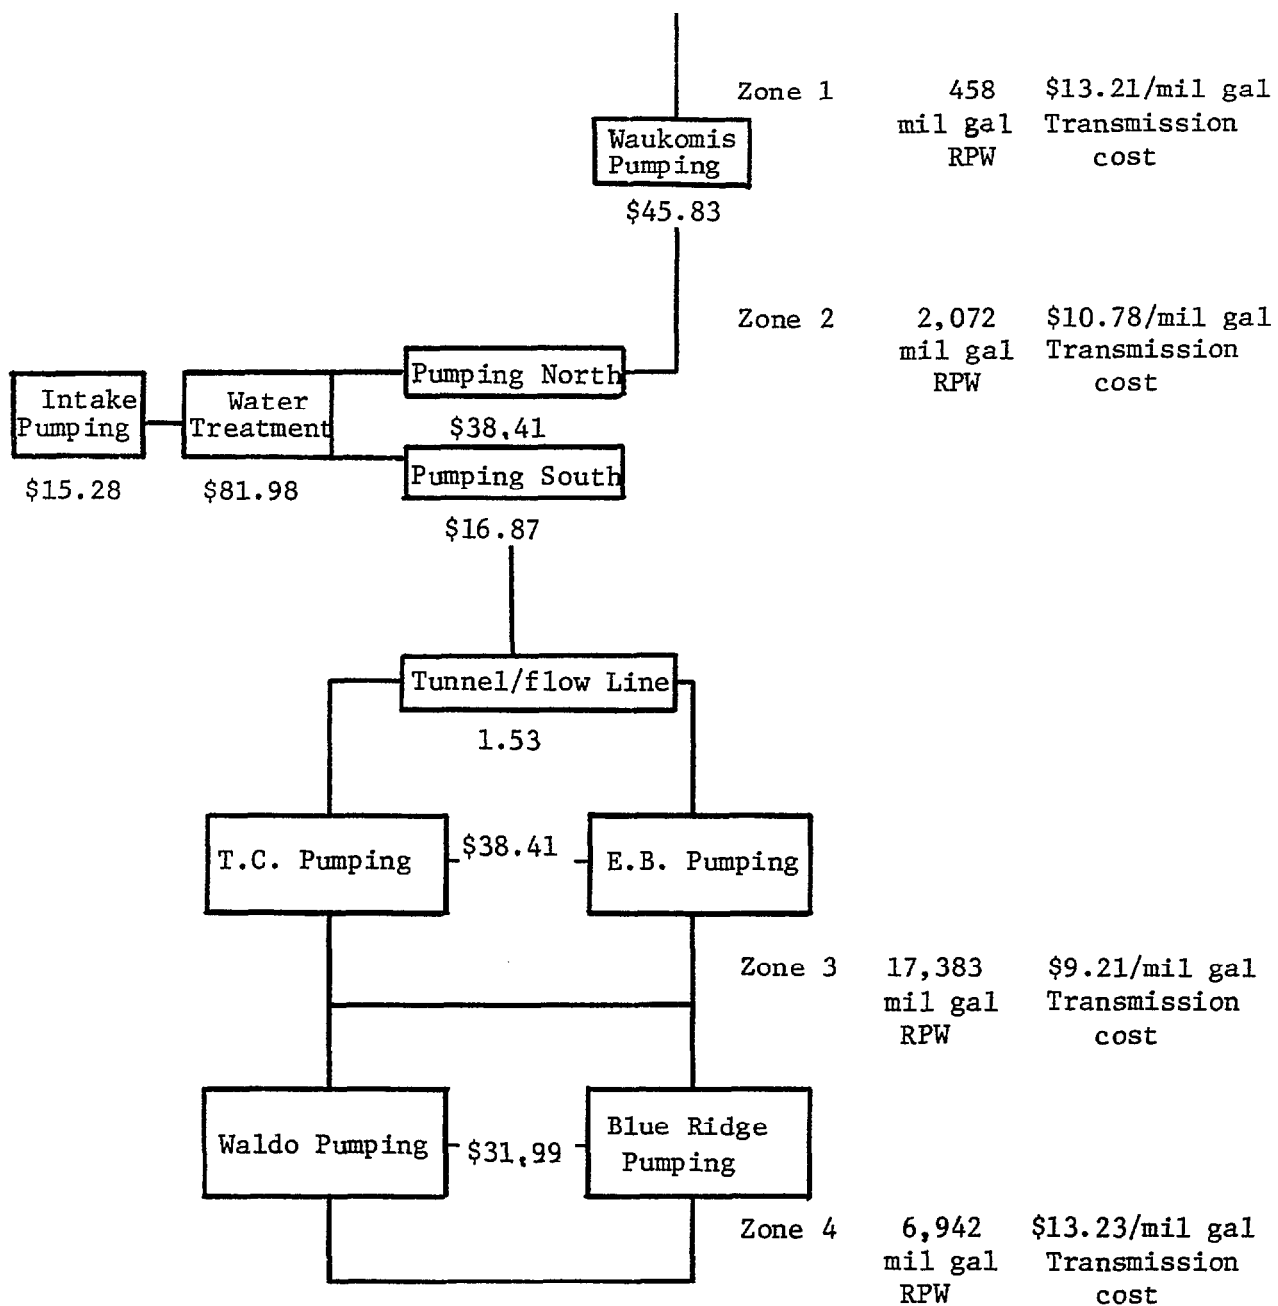 Zone 1 458 $13.21/mil gal
mil gal Transmission
RPW cost
Waukomis
Pumping
$45.83
Zone 2 2,072 $10.78/mil gal
mil gal Transmission
RPW cost
Pumping North
$38.41
Intake
Pumping
$15.28
Water
Treatment
$81.98
Pumping South
$16.87
Tunnel/flow Line
1.53
T.C. Pumping
$38.41
E.B. Pumping
Zone 3 17,383 $9.21/mil gal
mil gal Transmission
RPW cost
Waldo Pumping
$31,99
Blue Ridge
Pumping
Zone 4 6,942 $13.23/mil gal
mil gal Transmission
RPW cost